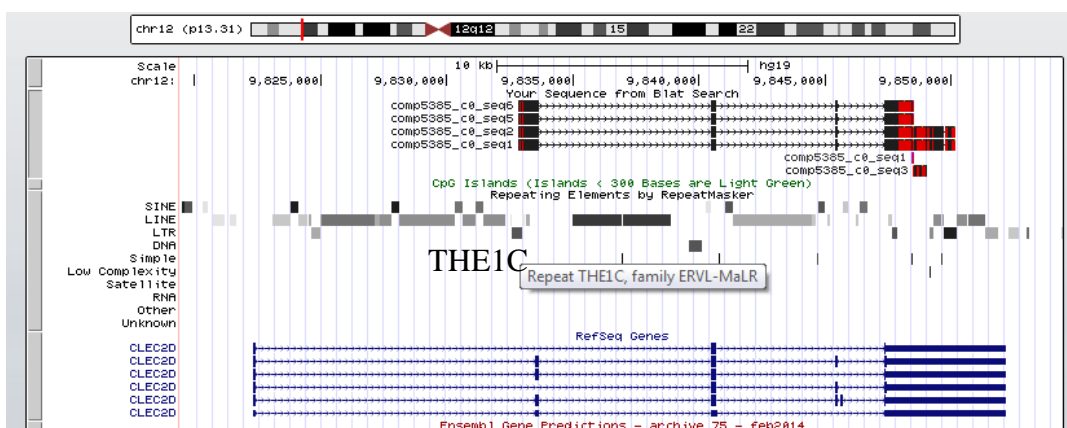 chr12 (p13.31) 12q12 15 22
Scale 10 kb hg19
chr12: 9,825,000 9,830,000 9,835,000 9,840,000 9,845,000 9,850,000
Your Sequence from Blat Search
comp5385_c0_seq6
comp5385_c0_seq5
comp5385_c0_seq2
comp5385_c0_seq1
comp5385_c0_seq1
comp5385_c0_seq3
CpG Islands (Islands < 300 Bases are Light Green)
Repeating Elements by RepeatMasker
SINE
LINE
LTR
DNA
Simple
THE1C
Low Complexity
Repeat THE1C, family ERVL-MaLR
Satellite
RNA
Other
Unknown
RefSeq Genes
CLEC2D
CLEC2D
CLEC2D
CLEC2D
CLEC2D
CLEC2D
Ensembl Gene Predictions - archive 75 - feb2014